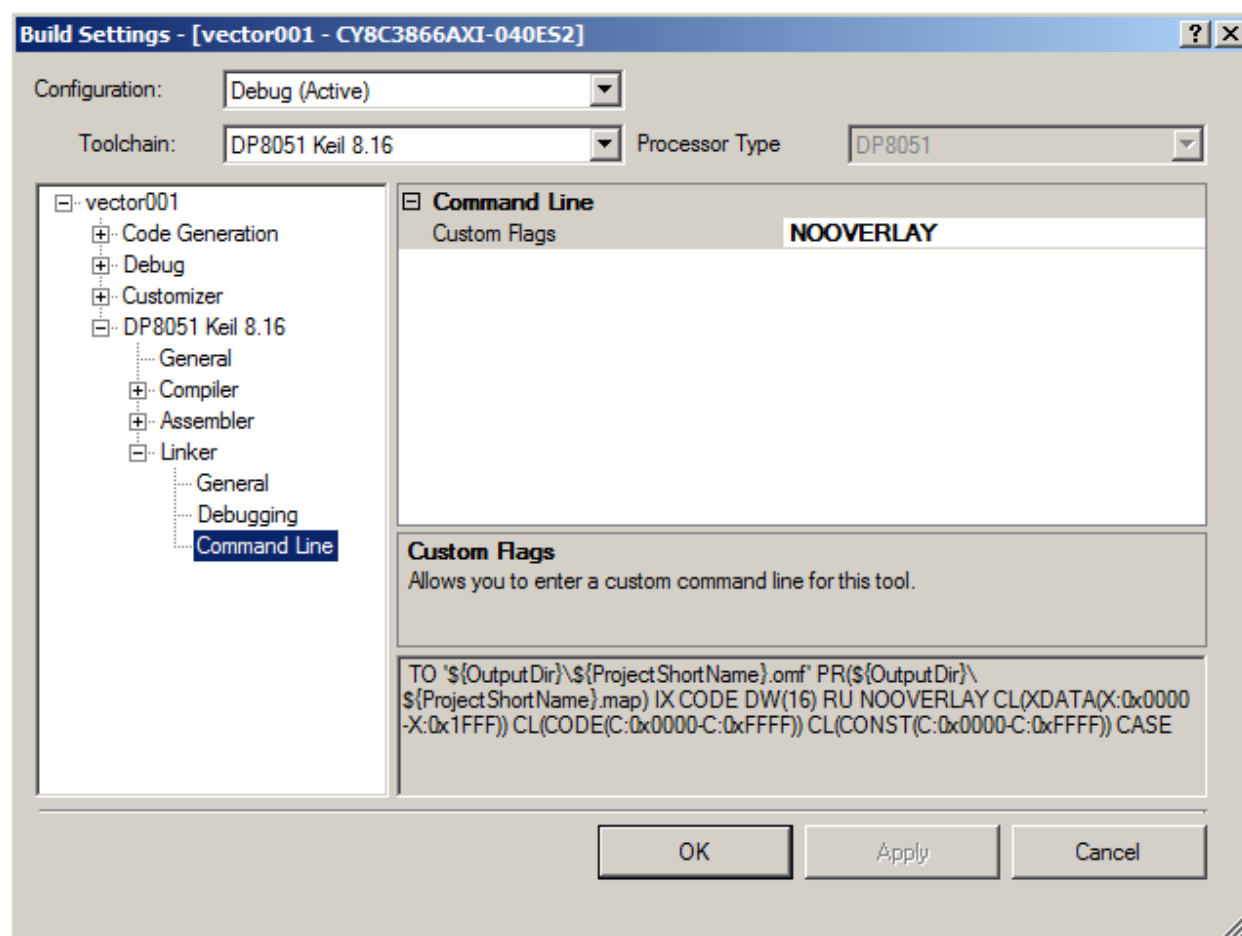 Build Settings - [vector001 - CY8C3866AXI-040ES2]
Configuration: Debug (Active)
Toolchain: DP8051 Keil 8.16 Processor Type DP8051
vector001
Code Generation
Debug
Customizer
DP8051 Keil 8.16
General
Compiler
Assembler
Linker
General
Debugging
Command Line
Command Line
Custom Flags NOOVERLAY
Custom Flags
Allows you to enter a custom command line for this tool.
TO "${OutputDir}\${ProjectShortName}.omf" PR(${OutputDir}\
${ProjectShortName}.map) IX CODE DW(16) RU NOOVERLAY CL(XDATA(X:0x0000
-X:0x1FFF)) CL(CODE(C:0x0000-C:0xFFFF)) CL(CONST(C:0x0000-C:0xFFFF)) CASE
OK Apply Cancel